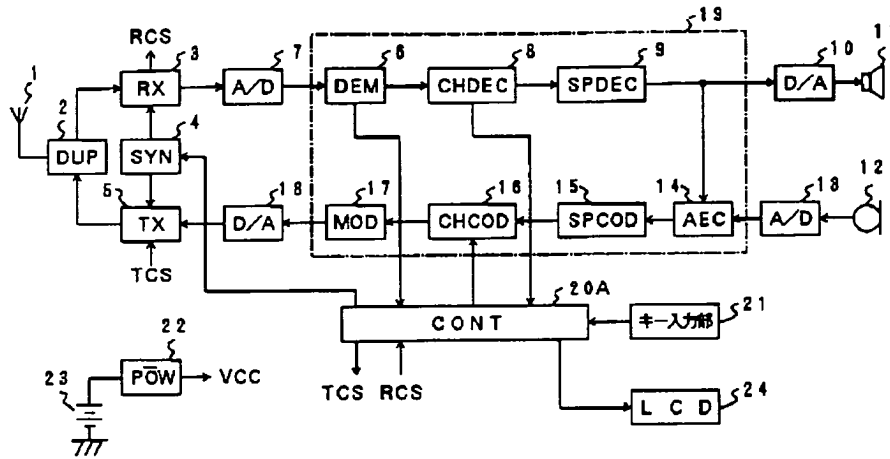 19
RCS
3
7
6
8
9
10
1
1
RX
A/D
DEM
CHDEC
SPDEC
D/A
2
4
DUP
SYN
5
18
17
16
15
14
13
12
TX
D/A
MOD
CHCOD
SPCOD
AEC
A/D
TCS
20A
21
CONT
キー入力部
22
23
POW
VCC
TCS RCS
24
LCD